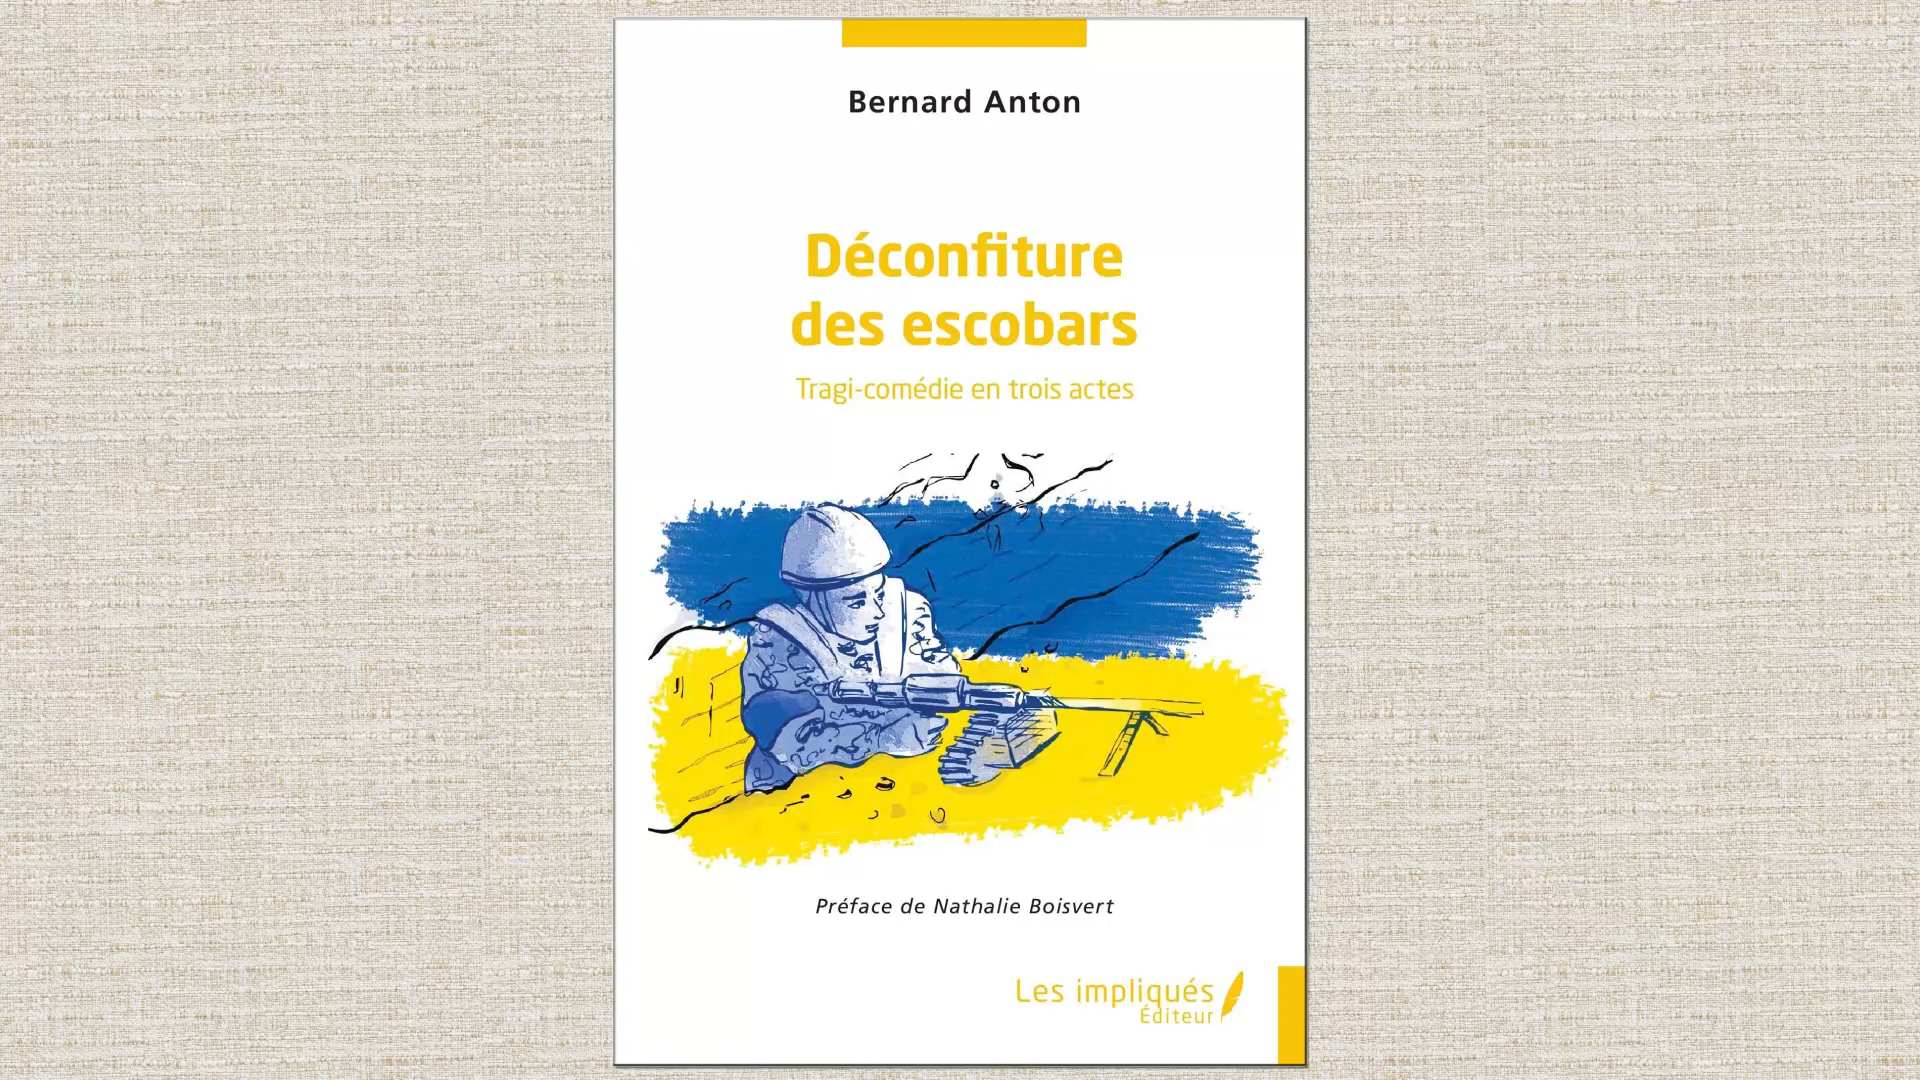 Bernard Anton
Déconfiture
des escobars
Tragi-comédie en trois actes
Préface de Nathalie Boisvert
Les impliqués
Éditeur